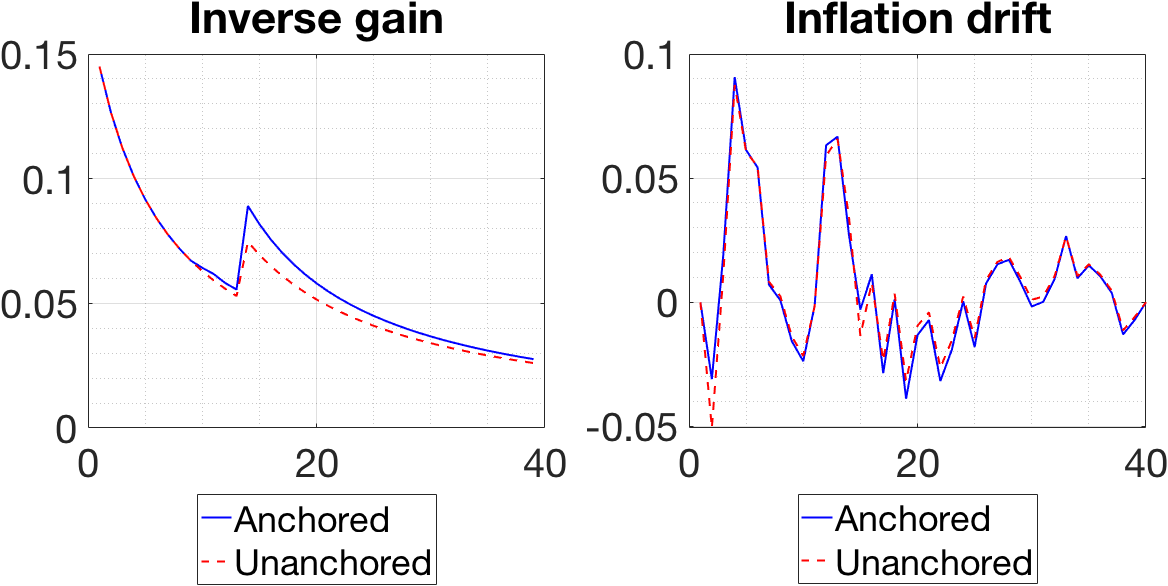 Inverse gain
0.15
0.1
0.05
0
0 20 40
Anchored
Unanchored
Inflation drift
0.1
0.05
0
-0.05
0 20 40
Anchored
Unanchored